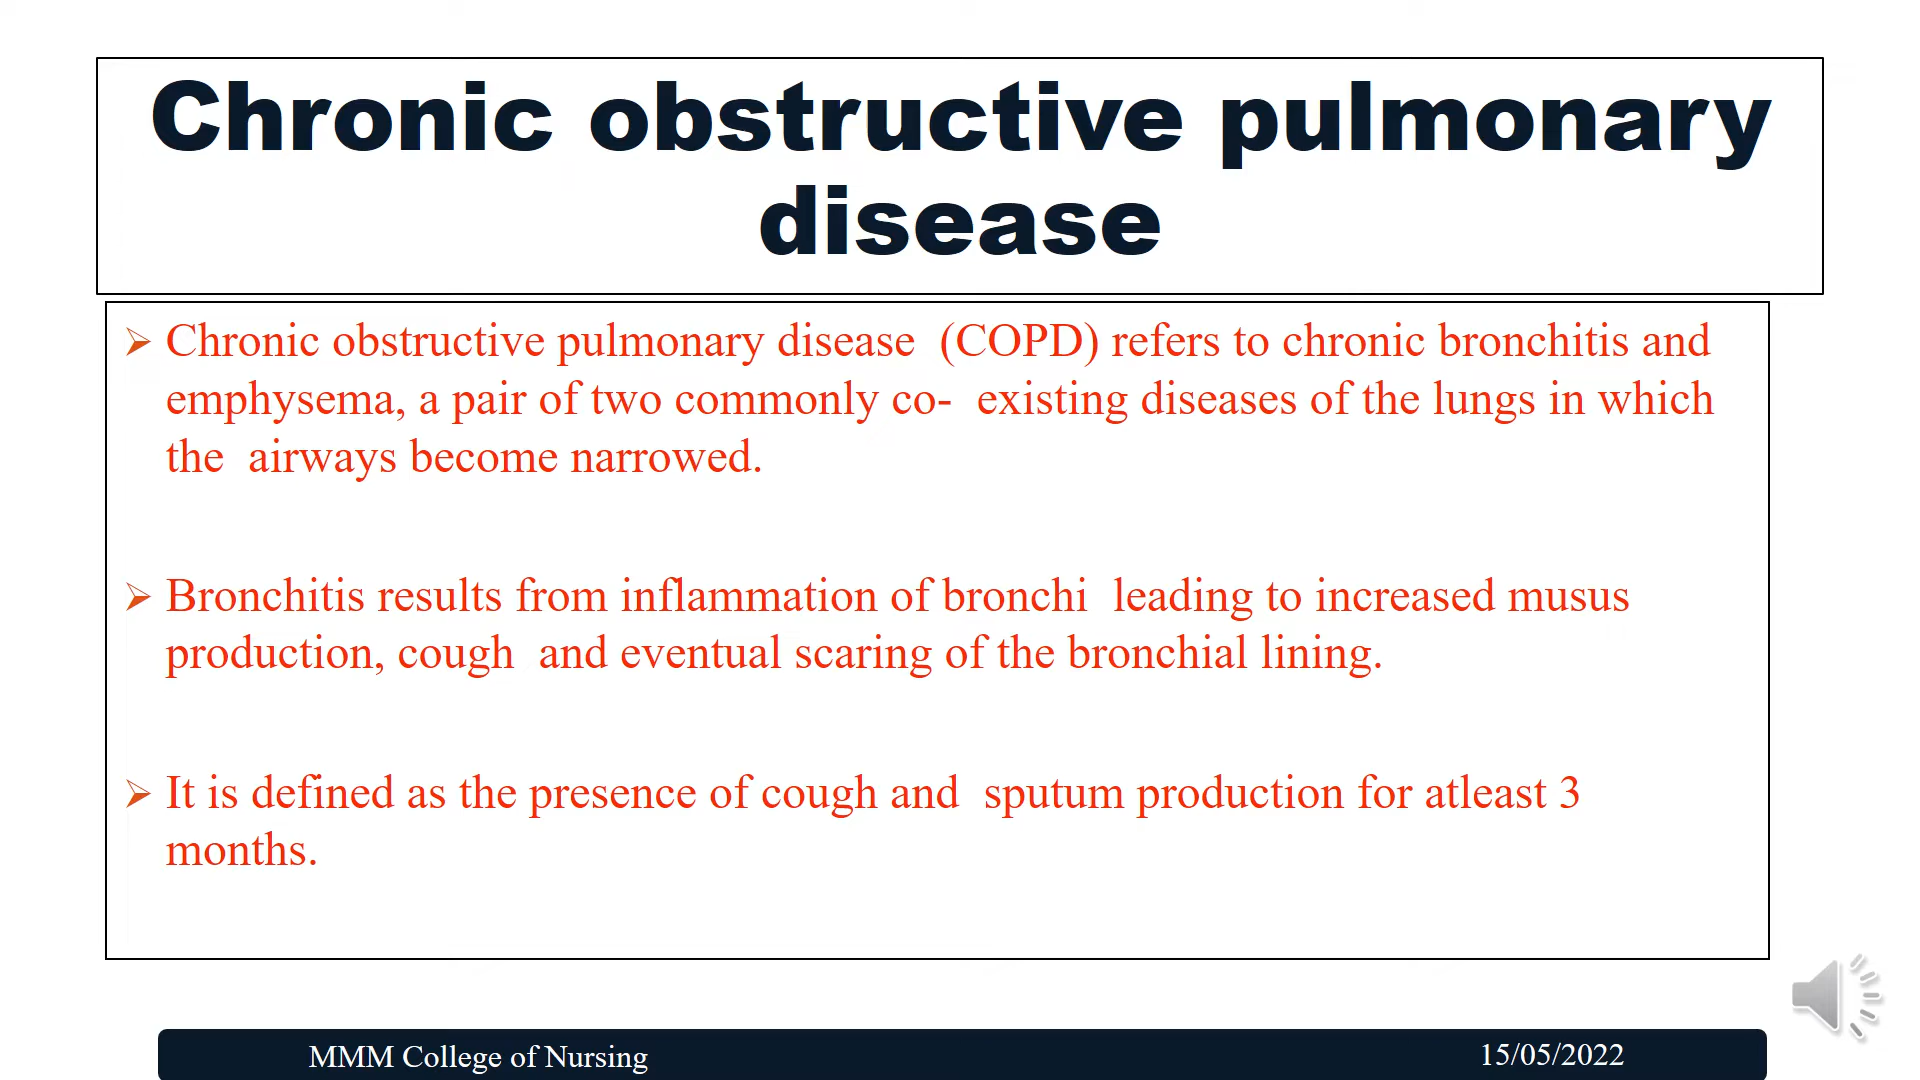 Chronic obstructive pulmonary
disease
Chronic obstructive pulmonary disease (COPD) refers to chronic bronchitis and
emphysema, a pair of two commonly co- existing diseases of the lungs in which
the airways become narrowed.
Bronchitis results from inflammation of bronchi leading to increased musus
production, cough and eventual scaring of the bronchial lining.
It is defined as the presence of cough and sputum production for atleast 3
months.
MMM College of Nursing
15/05/2022